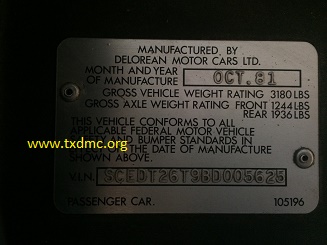 MANUFACTURED, BY
DELOREAN MOTOR CARS LTD.
MONTH AND YEAR
OF MANUFACTURE OCT.81
GROSS VEHICLE WEIGHT RATING 3180 LBS
GROSS AXLE WEIGHT RATING FRONT 1244 LBS
REAR 1936 LBS
THIS VEHICLE CONFORMS TO ALL
APPLICABLE FEDERAL MOTOR VEHICLE
SAFETY AND BUMPER STANDARDS IN
THE DATE OF MANUFACTURE
SHOWN ABOVE.
www.txdmc.org
V.I.N. SCEDT26T9BD005625
PASSENGER CAR. 105196